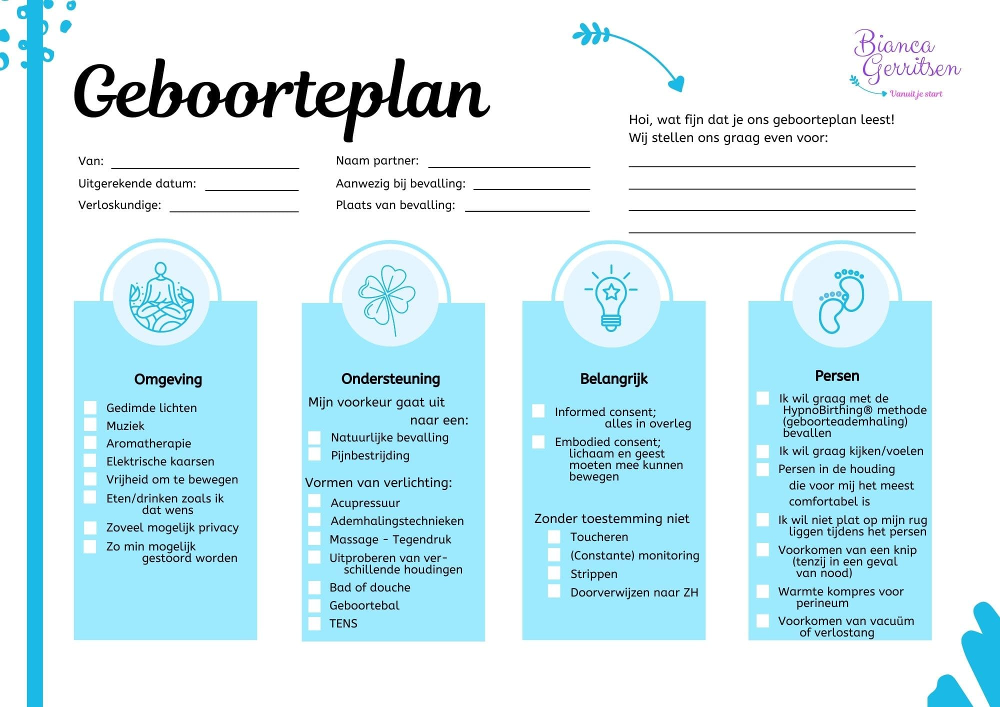 Geboorteplan
Bianca
Gerritsen
Vanuit je start
Hoi, wat fijn dat je ons geboorteplan leest!
Wij stellen ons graag even voor:
Van:
Uitgerekende datum:
Verloskundige:
Naam partner:
Aanwezig bij bevalling:
Plaats van bevalling:
Omgeving
Gedimde lichten
Muziek
Aromatherapie
Elektrische kaarsen
Vrijheid om te bewegen
Eten/drinken zoals ik
dat wens
Zoveel mogelijk privacy
Zo min mogelijk
gestoord worden
Ondersteuning
Mijn voorkeur gaat uit
naar een:
Natuurlijke bevalling
Pijnbestrijding
Vormen van verlichting:
Acupressuur
Ademhalingstechnieken
Massage - Tegendruk
Uitproberen van ver-
schillende houdingen
Bad of douche
Geboortebal
TENS
Belangrijk
Informed consent;
alles in overleg
Embodied consent;
lichaam en geest
moeten mee kunnen
bewegen
Zonder toestemming niet
Toucheren
(Constante) monitoring
Strippen
Doorverwijzen naar ZH
Persen
Ik wil graag met de
HypnoBirthing® methode
(geboorteademhaling)
bevallen
Ik wil graag kijken/voelen
Persen in de houding
die voor mij het meest
comfortabel is
Ik wil niet plat op mijn rug
liggen tijdens het persen
Voorkomen van een knip
(tenzij in een geval
van nood)
Warmte kompres voor
perineum
Voorkomen van vacuüm
of verlostang